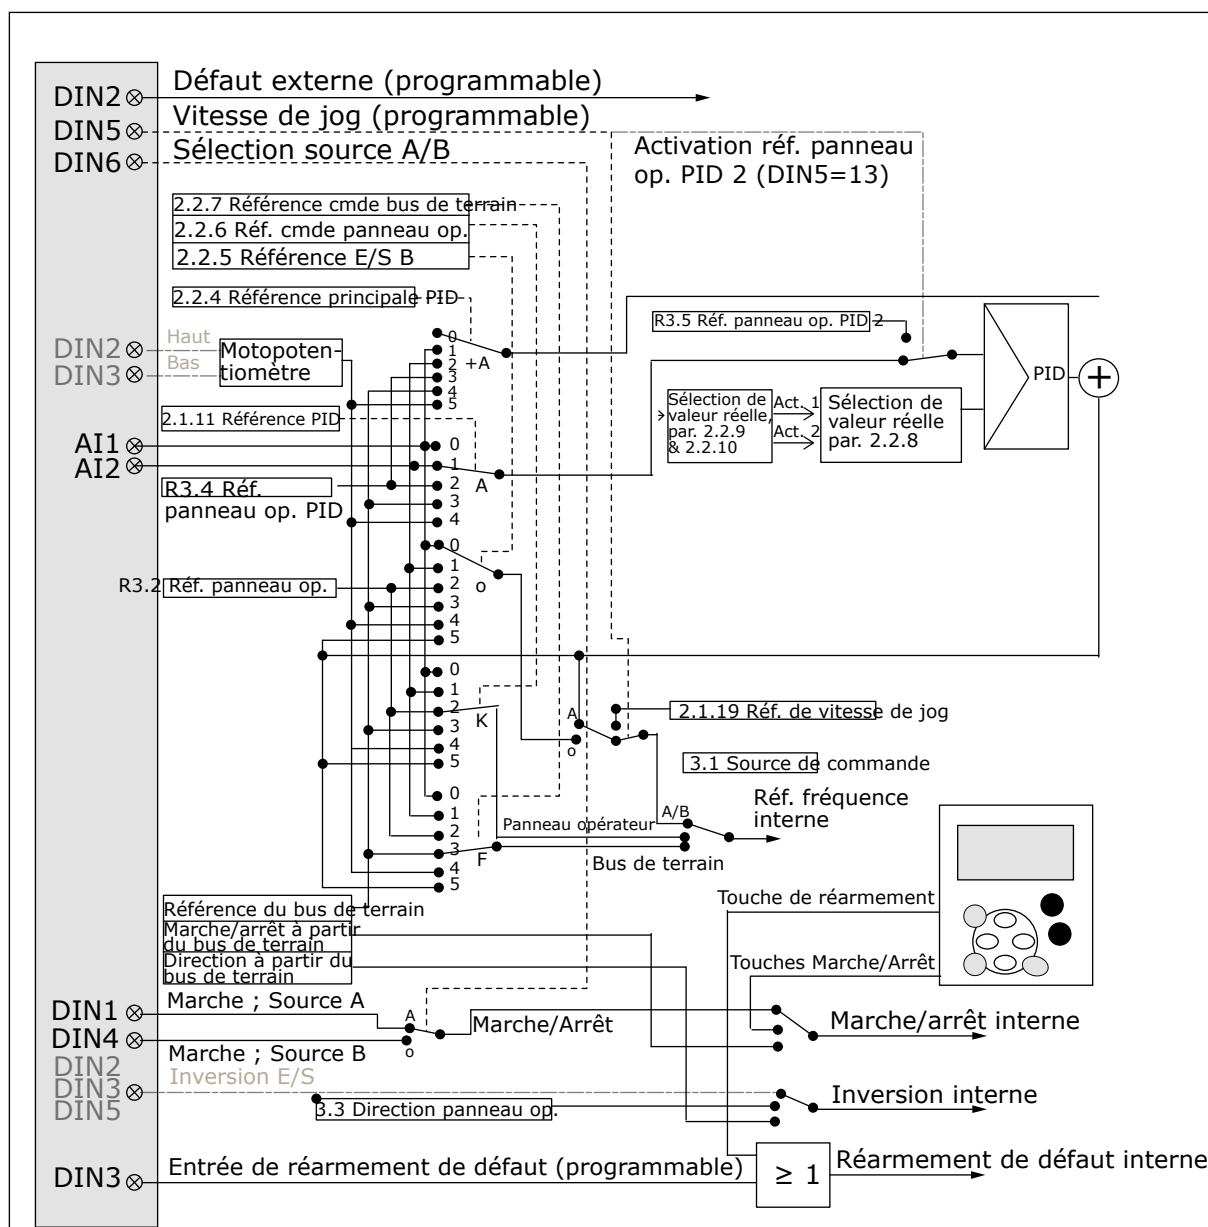 DIN2
Défaut externe (programmable)
DIN5
Vitesse de jog (programmable)
DIN6
Sélection source A/B
Activation réf. panneau
op. PID 2 (DIN5=13)
2.2.7 Référence cmde bus de terrain
2.2.6 Réf. cmde panneau op.
2.2.5 Référence E/S B
2.2.4 Référence principale PID
R3.5 Réf. panneau op. PID 2
DIN2
Haut
DIN3
Bas
Motopoten-
tiomètre
0
1
2
3
4
5
+A
PID
+
Sélection de
valeur réelle,
par. 2.2.9
& 2.2.10
Act. 1
Act. 2
Sélection de
valeur réelle
par. 2.2.8
2.1.11 Référence PID
AI1
AI2
R3.4 Réf.
panneau op. PID
0
1
2
3
4
A
R3.2 Réf. panneau op.
0
1
2
3
4
5
o
0
1
2
3
4
5
K
A
o
2.1.19 Réf. de vitesse de jog
3.1 Source de commande
0
1
2
3
4
5
F
A/B
Panneau opérateur
Bus de terrain
Réf. fréquence
interne
Référence du bus de terrain
Marche/arrêt à partir
du bus de terrain
Direction à partir du
bus de terrain
Touche de réarmement
Touches Marche/Arrêt
DIN1
Marche ; Source A
DIN4
Marche ; Source B
A
o
Marche/Arrêt
Marche/arrêt interne
DIN2
DIN3
DIN5
Inversion E/S
3.3 Direction panneau op.
Inversion interne
DIN3
Entrée de réarmement de défaut (programmable)
≥ 1
Réarmement de défaut interne